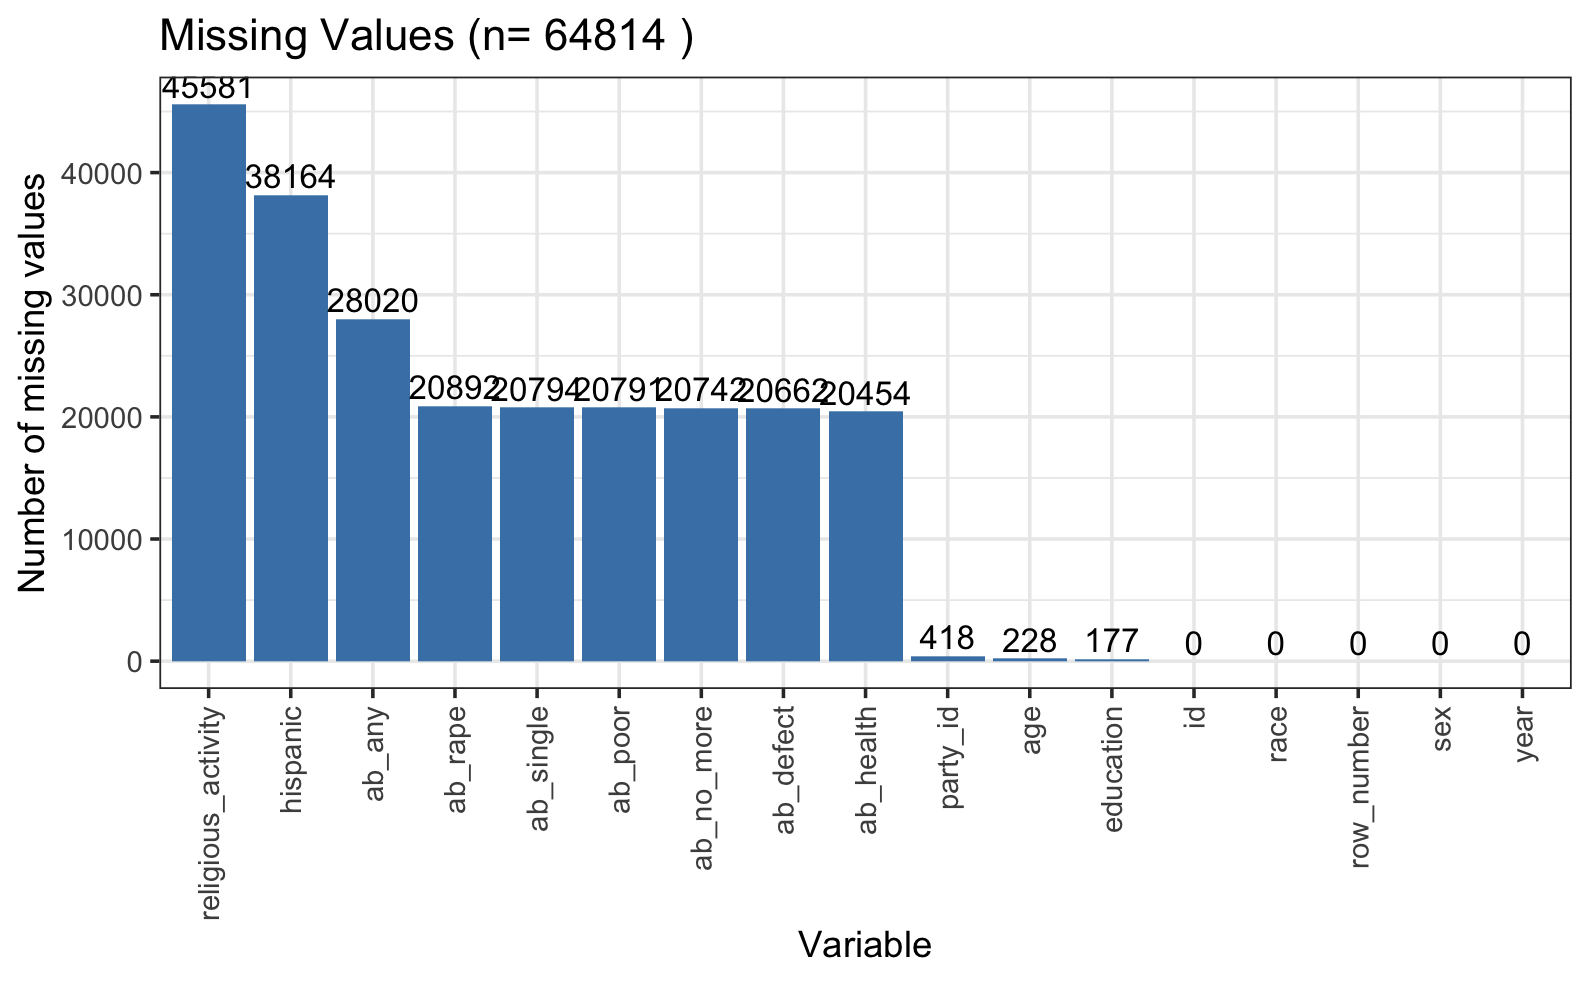 Missing Values (n= 64814 )
Number of missing values
40000
30000
20000
10000
0
45581
38164
28020
20892
20794
20791
20742
20662
20454
418
228
177
0
0
0
0
0
religious_activity
hispanic
ab_any
ab_rape
ab_single
ab_poor
ab_no_more
ab_defect
ab_health
party_id
age
education
id
race
row_number
sex
year
Variable